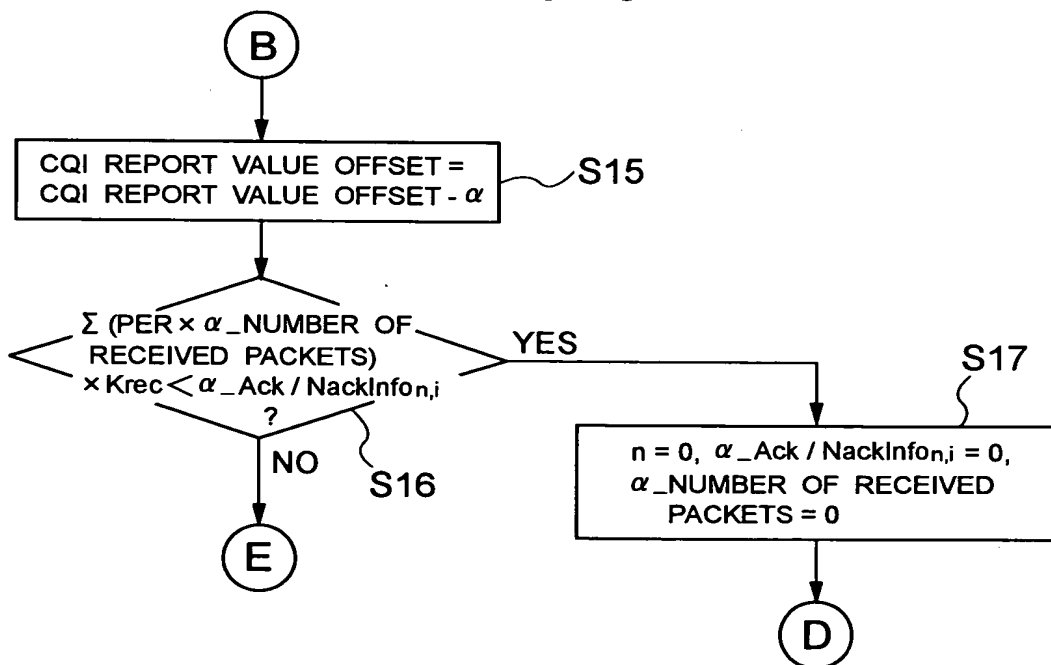 B
CQI REPORT VALUE OFFSET =
CQI REPORT VALUE OFFSET - α
S15
Σ (PER × α_NUMBER OF
RECEIVED PACKETS)
× Krec < α_Ack / NackInfon,i
?
YES
NO
S16
S17
n = 0, α_Ack / NackInfon,i = 0,
α_NUMBER OF RECEIVED
PACKETS = 0
E
D